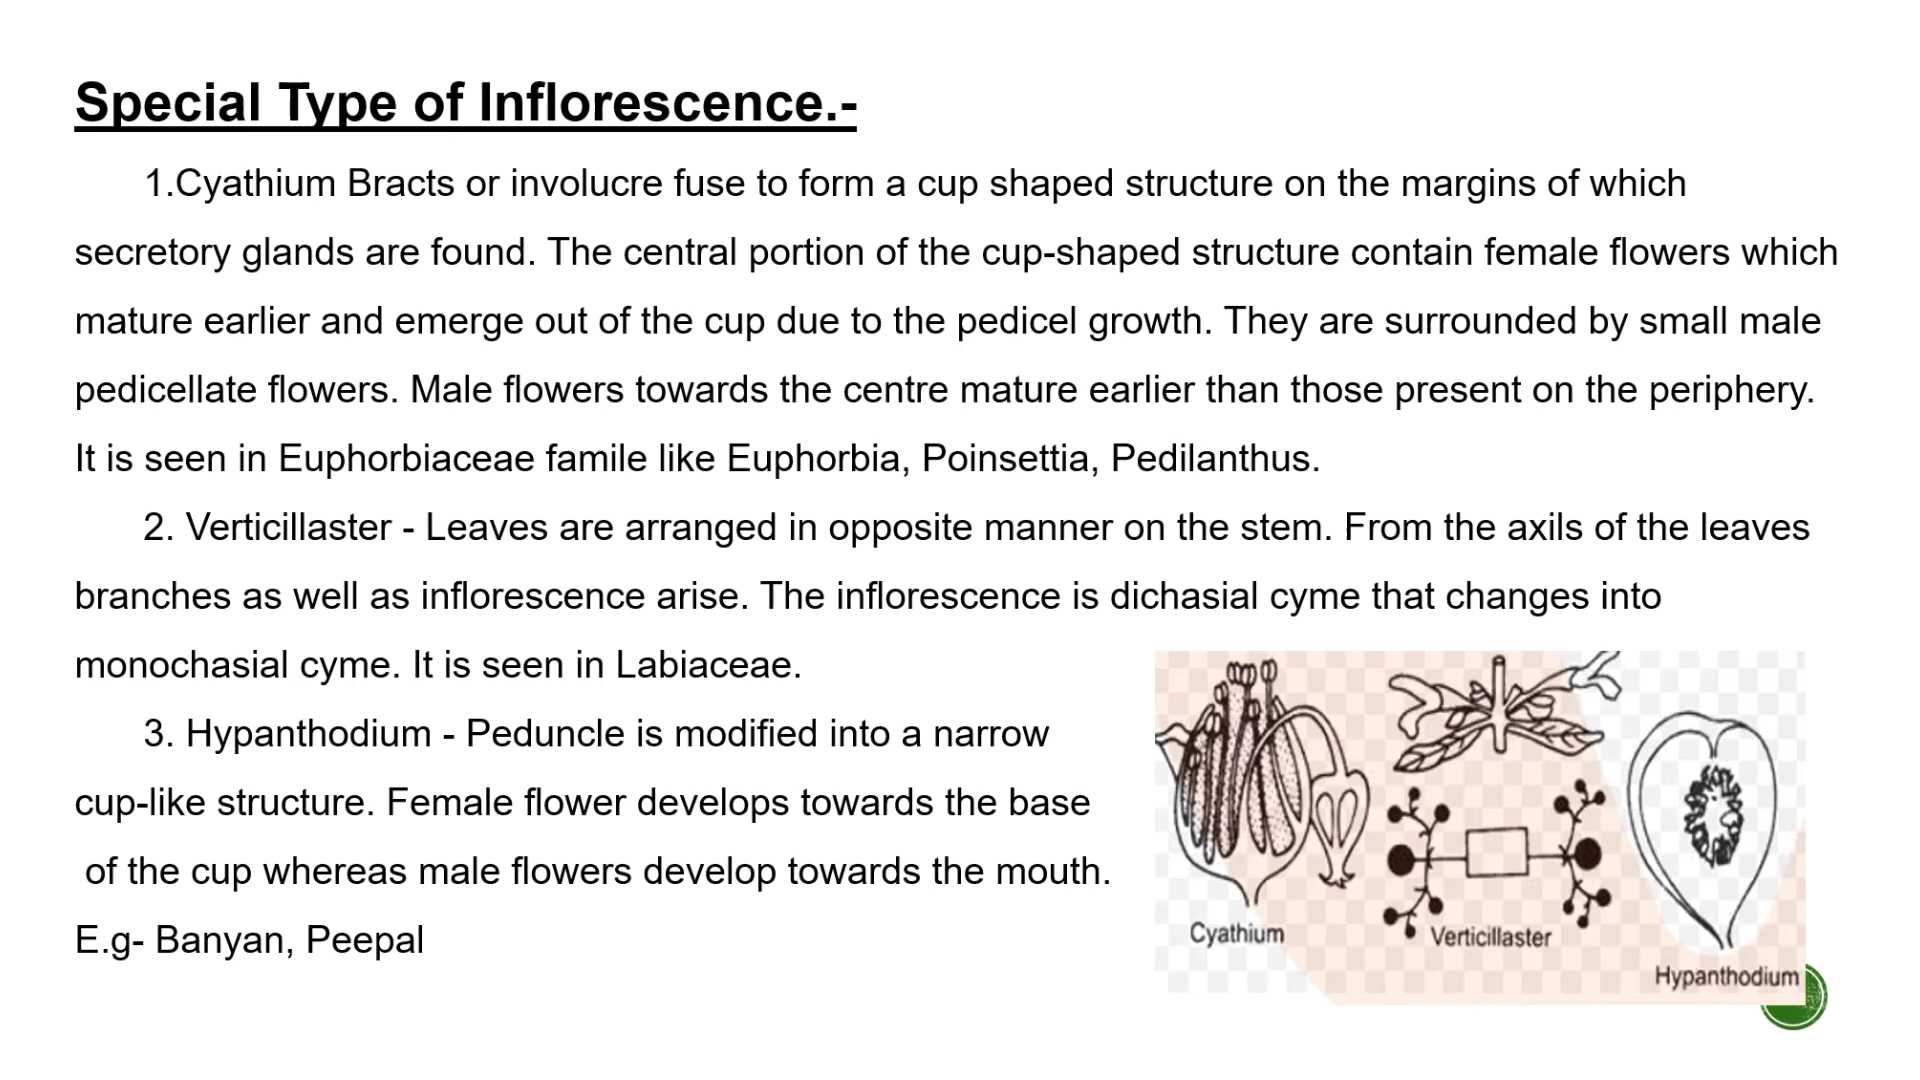 Special Type of Inflorescence.-
1.Cyathium Bracts or involucre fuse to form a cup shaped structure on the margins of which
secretory glands are found. The central portion of the cup-shaped structure contain female flowers which
mature earlier and emerge out of the cup due to the pedicel growth. They are surrounded by small male
pedicellate flowers. Male flowers towards the centre mature earlier than those present on the periphery.
It is seen in Euphorbiaceae famile like Euphorbia, Poinsettia, Pedilanthus.
2. Verticillaster - Leaves are arranged in opposite manner on the stem. From the axils of the leaves
branches as well as inflorescence arise. The inflorescence is dichasial cyme that changes into
monochasial cyme. It is seen in Labiaceae.
3. Hypanthodium - Peduncle is modified into a narrow
cup-like structure. Female flower develops towards the base
of the cup whereas male flowers develop towards the mouth.
E.g- Banyan, Peepal
Cyathium
Verticillaster
Hypanthodium